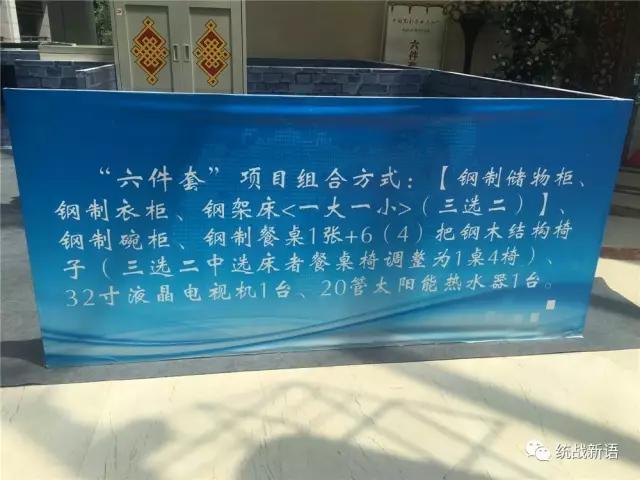 六件
“六件套”项目组合方式：【钢制储物柜、
钢制衣柜、钢架床<一大一小>（三选二）】、
钢制碗柜、钢制餐桌1张+6（4）把钢木结构椅
子（三选二中选床者餐桌椅调整为1桌4椅）、
32寸液晶电视机1台、20管太阳能热水器1台。
统战新语